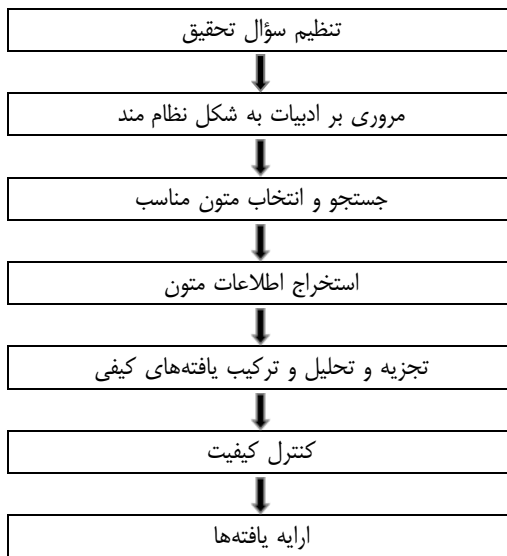 تنظیم سؤال تحقیق
مروری بر ادبیات به شکل نظام مند
جستجو و انتخاب متون مناسب
استخراج اطلاعات متون
تجزیه و تحلیل و ترکیب یافته‌های کیفی
کنترل کیفیت
ارایه یافته‌ها